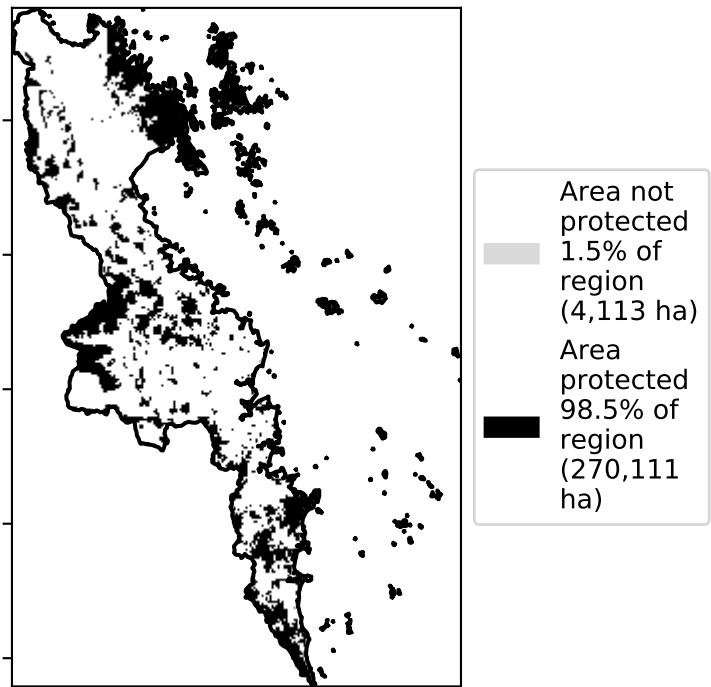 Area not
protected
1.5% of
region
(4,113 ha)
Area
protected
98.5% of
region
(270,111
ha)